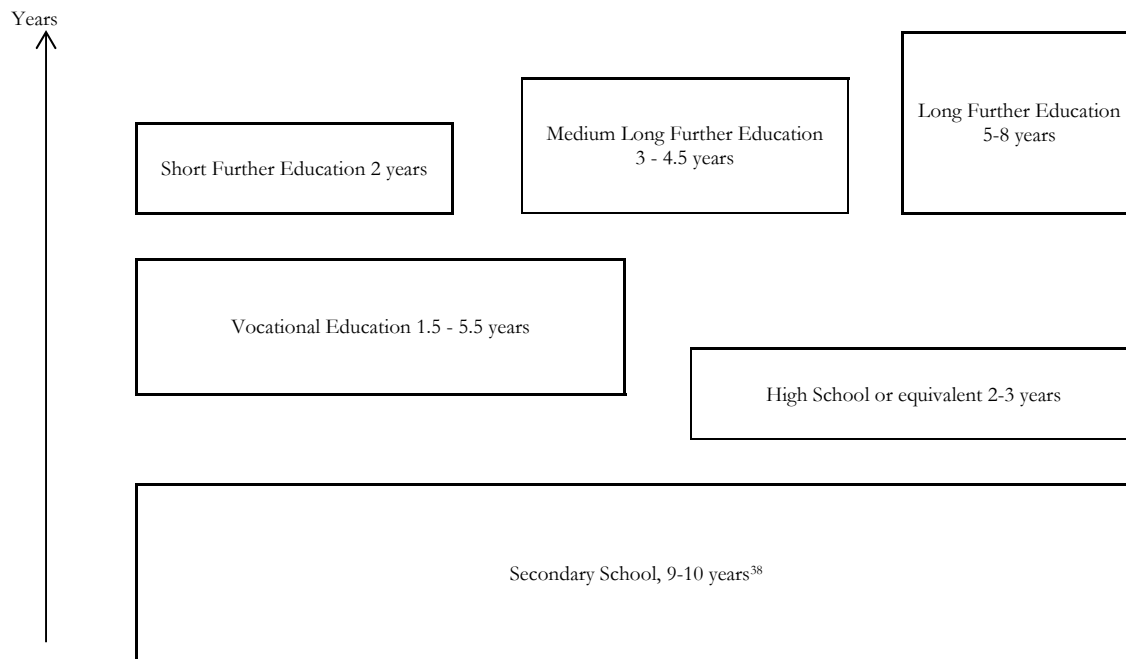 Years
Long Further Education
5-8 years
Medium Long Further Education
3 - 4.5 years
Short Further Education 2 years
Vocational Education 1.5 - 5.5 years
High School or equivalent 2-3 years
Secondary School, 9-10 years³⁸